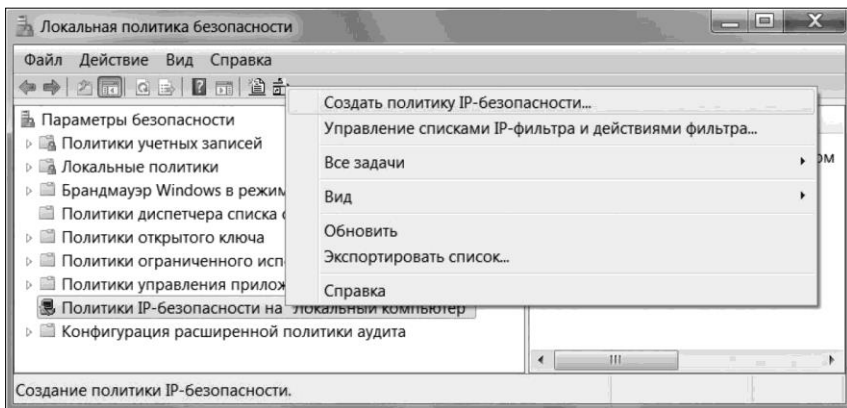 Локальная политика безопасности
Файл Действие Вид Справка
Создать политику IP-безопасности...
Управление списками IP-фильтра и действиями фильтра...
Все задачи
Вид
Обновить
Экспортировать список...
Справка
Параметры безопасности
Политики учетных записей
Локальные политики
Брандмауэр Windows в
Политики диспетчера списка
Политики открытого ключа
Политики ограниченного
Политики управления
Политики IP-безопасности на "Локальный компьютер"
Конфигурация расширенной политики аудита
Создание политики IP-безопасности.